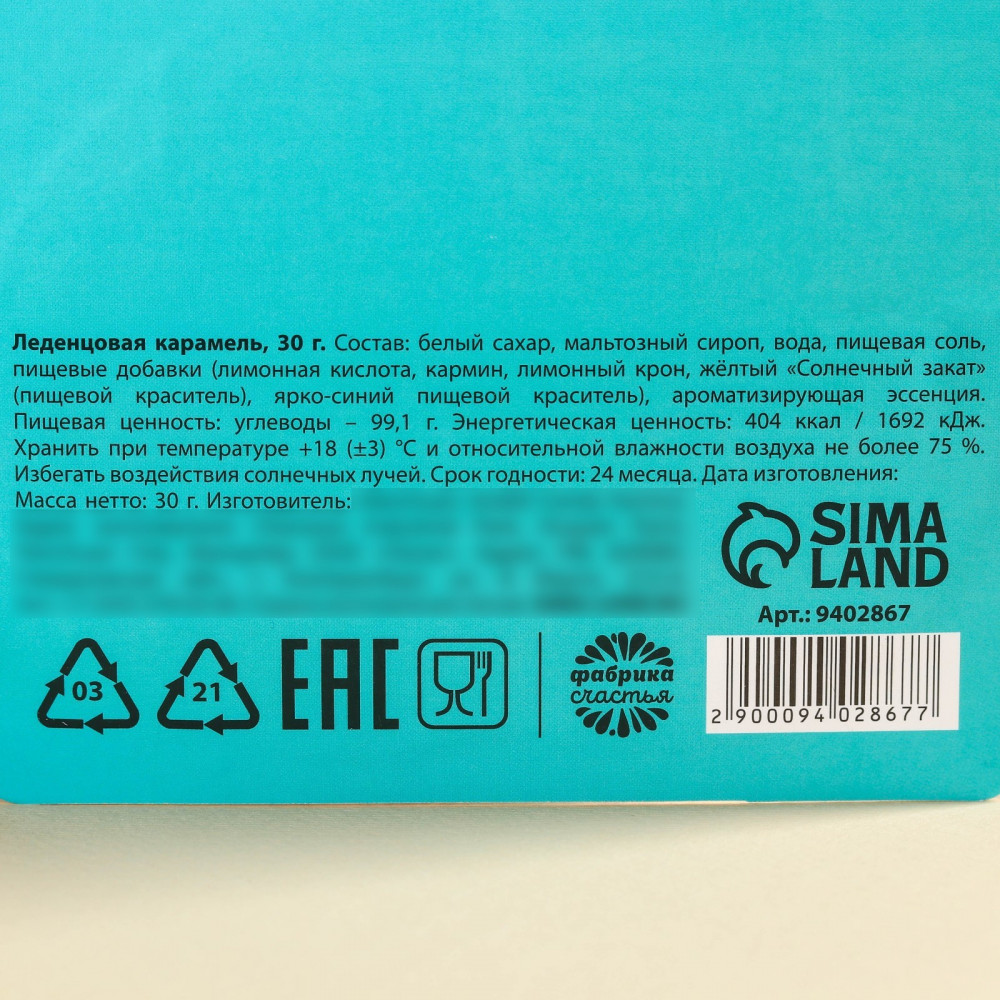 Леденцовая карамель, 30 г. Состав: белый сахар, мальтозный сироп, вода, пищевая соль,
пищевые добавки (лимонная кислота, кармин, лимонный крон, жёлтый «Солнечный закат»
(пищевой краситель), ярко-синий пищевой краситель), ароматизирующая эссенция.
Пищевая ценность: углеводы – 99,1 г. Энергетическая ценность: 404 ккал / 1692 кДж.
Хранить при температуре +18 (±3) °С и относительной влажности воздуха не более 75 %.
Избегать воздействия солнечных лучей. Срок годности: 24 месяца. Дата изготовления:
Масса нетто: 30 г. Изготовитель:
SIMA
LAND
Арт.: 9402867
03
21
EAC
фабрика
счастья
2 900094 028677